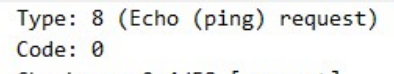 Type: 8 (Echo (ping) request)
Code: 0